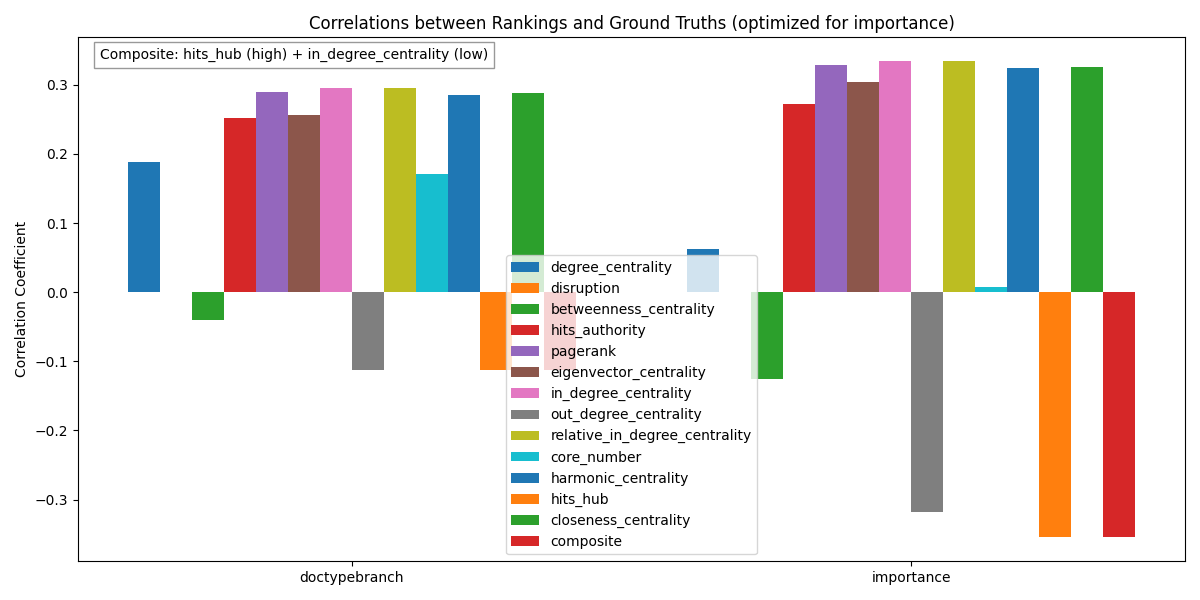 Correlations between Rankings and Ground Truths (optimized for importance)
Composite: hits_hub (high) + in_degree_centrality (low)
Correlation Coefficient
0.3
0.2
0.1
0.0
−0.1
−0.2
−0.3
degree_centrality
disruption
betweenness_centrality
hits_authority
pagerank
eigenvector_centrality
in_degree_centrality
out_degree_centrality
relative_in_degree_centrality
core_number
harmonic_centrality
hits_hub
closeness_centrality
composite
doctypebranch
importance